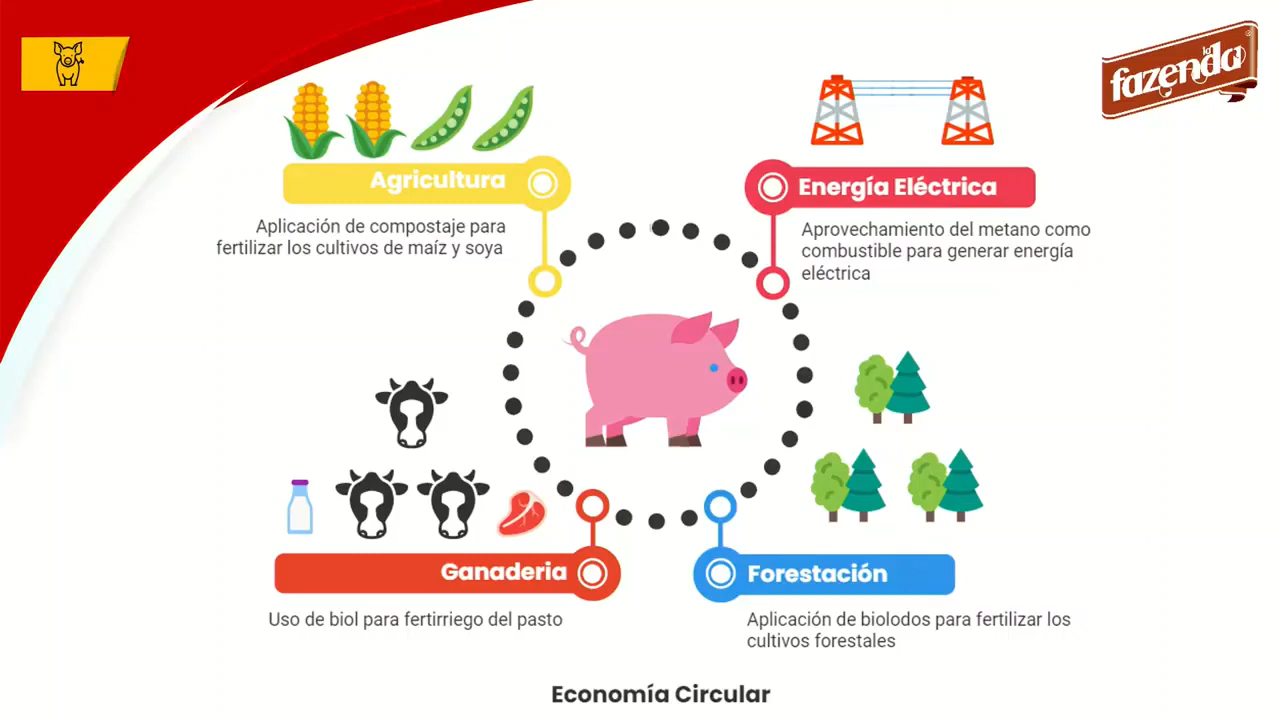 la
fazenda
Agricultura
Aplicación de compostaje para
fertilizar los cultivos de maíz y soya
Energía Eléctrica
Aprovechamiento del metano como
combustible para generar energía
eléctrica
Ganaderia
Uso de biol para fertirriego del pasto
Forestación
Aplicación de biolodos para fertilizar los
cultivos forestales
Economía Circular